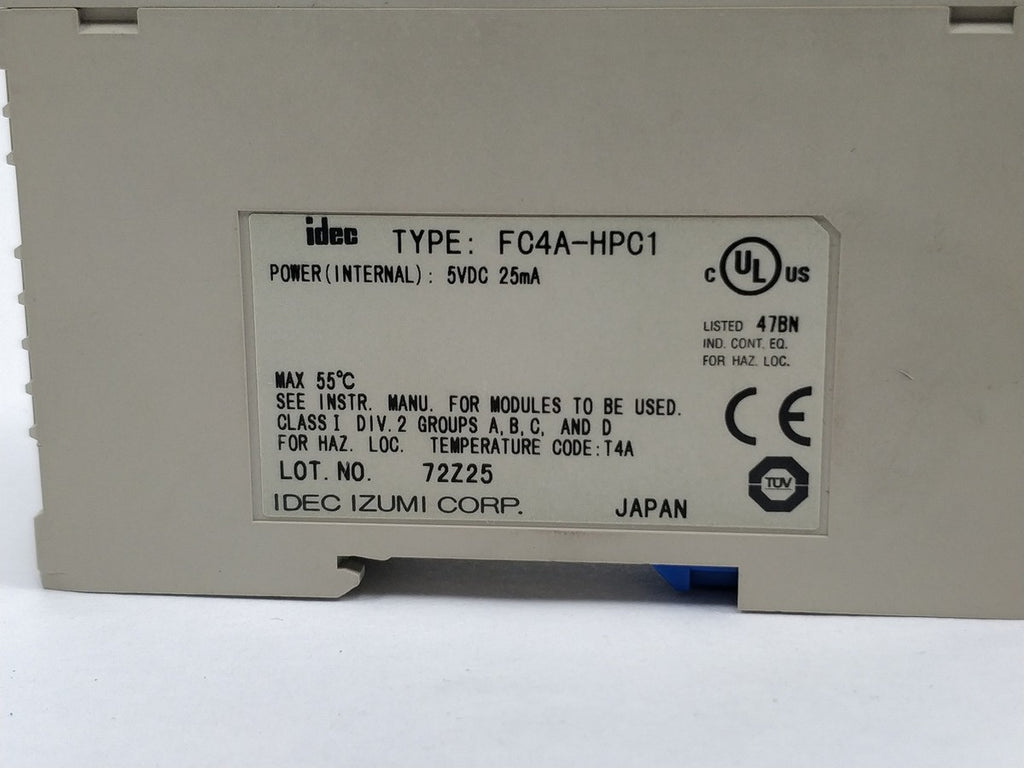 idec TYPE: FC4A-HPC1
POWER(INTERNAL): 5VDC 25mA
C UL US
LISTED 47BN
IND. CONT. EQ.
FOR HAZ. LOC.
MAX 55℃
SEE INSTR. MANU. FOR MODULES TO BE USED.
CLASS I DIV. 2 GROUPS A, B, C, AND D
FOR HAZ. LOC. TEMPERATURE CODE:T4A
CE
LOT. NO. 72Z25
TÜV
IDEC IZUMI CORP. JAPAN